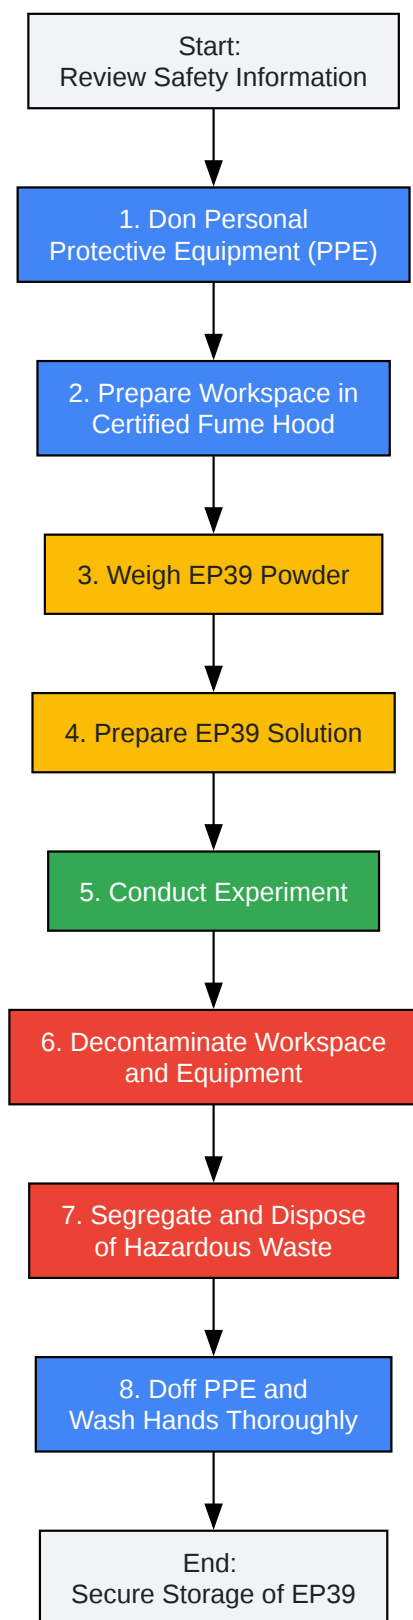 Start:
Review Safety Information
1. Don Personal
Protective Equipment (PPE)
2. Prepare Workspace in
Certified Fume Hood
3. Weigh EP39 Powder
4. Prepare EP39 Solution
5. Conduct Experiment
6. Decontaminate Workspace
and Equipment
7. Segregate and Dispose
of Hazardous Waste
8. Doff PPE and
Wash Hands Thoroughly
End:
Secure Storage of EP39